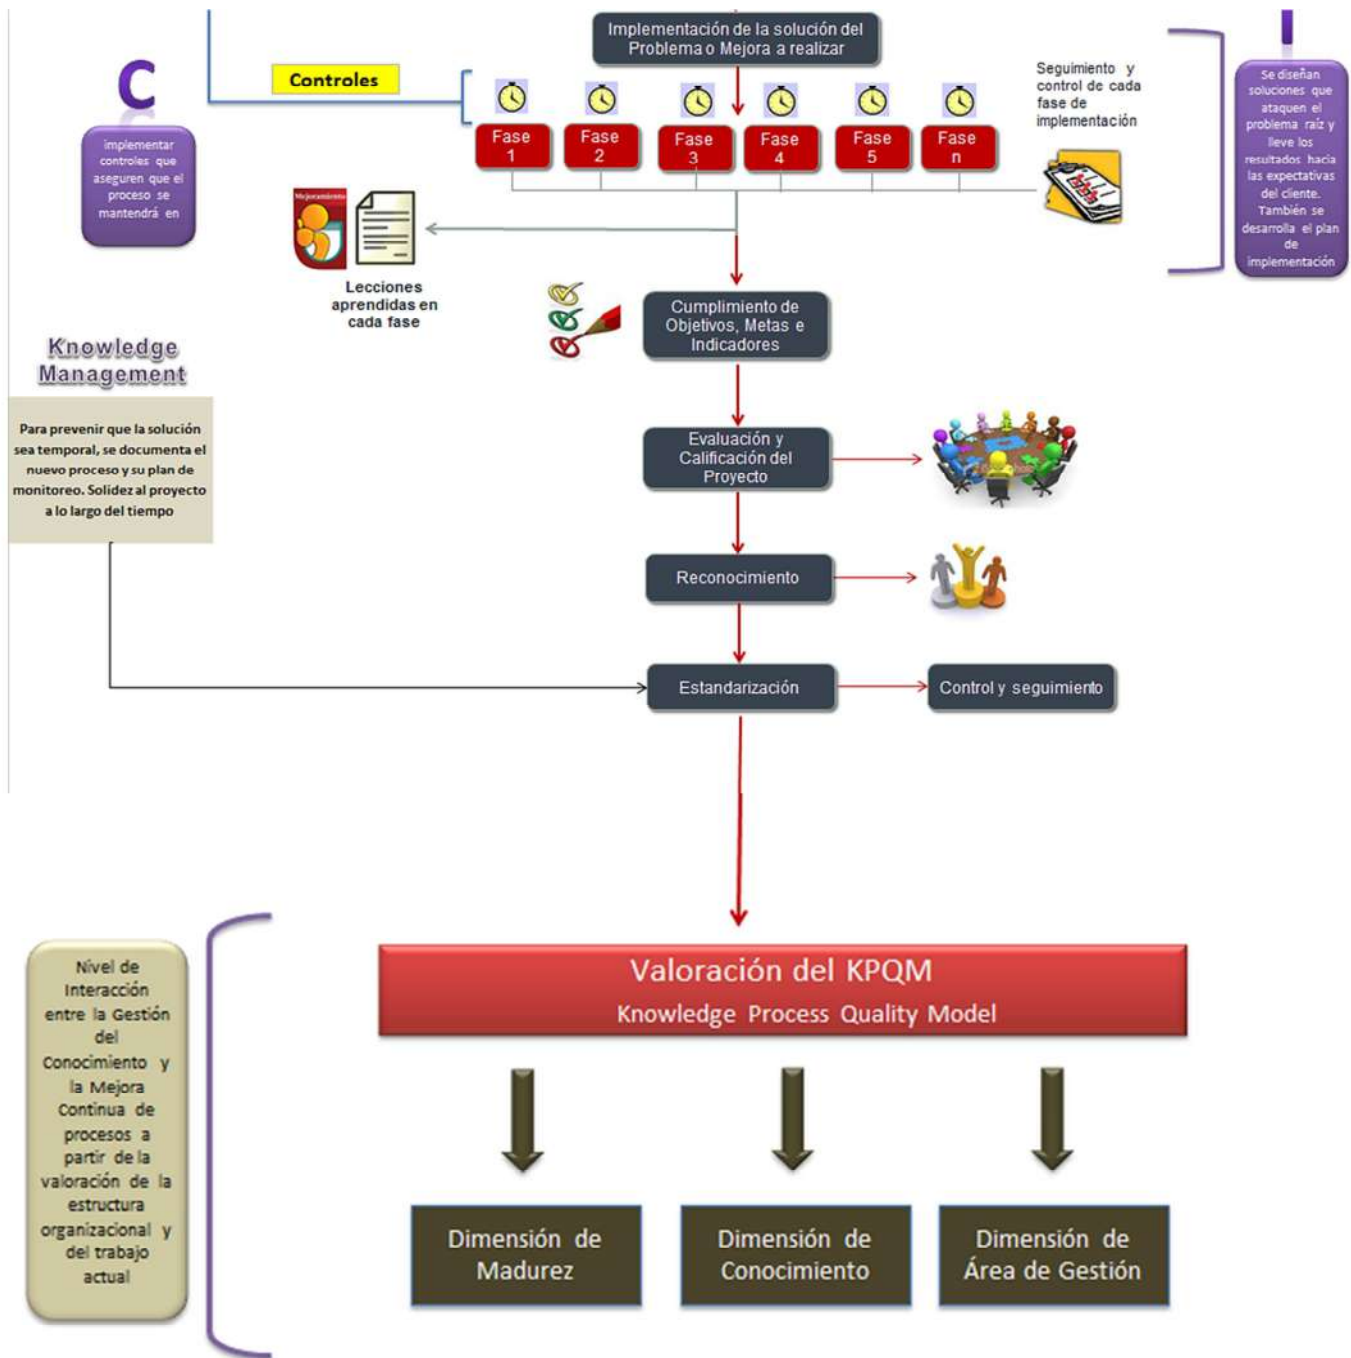 Implementación de la solución del
Problema o Mejora a realizar
I
C
Controles
Seguimiento y
control de cada
fase de
implementación
Se diseñan
soluciones que
ataquen el
problema raíz y
lleve los
resultados hacia
las expectativas
del cliente.
También se
desarrolla el plan
de
implementación
implementar
controles que
aseguren que el
proceso se
mantendrá en
Fase
1
Fase
2
Fase
3
Fase
4
Fase
5
Fase
n
Mejoramiento
Lecciones
aprendidas en
cada fase
Cumplimiento de
Objetivos, Metas e
Indicadores
Knowledge
Management
Para prevenir que la solución
sea temporal, se documenta el
nuevo proceso y su plan de
monitoreo. Solidez al proyecto
a lo largo del tiempo
Evaluación y
Calificación del
Proyecto
Reconocimiento
Estandarización
Control y seguimiento
Nivel de
Interacción
entre la Gestión
del
Conocimiento y
la Mejora
Continua de
procesos a
partir de la
valoración de la
estructura
organizacional y
del trabajo
actual
Valoración del KPQM
Knowledge Process Quality Model
Dimensión de
Madurez
Dimensión de
Conocimiento
Dimensión de
Área de Gestión